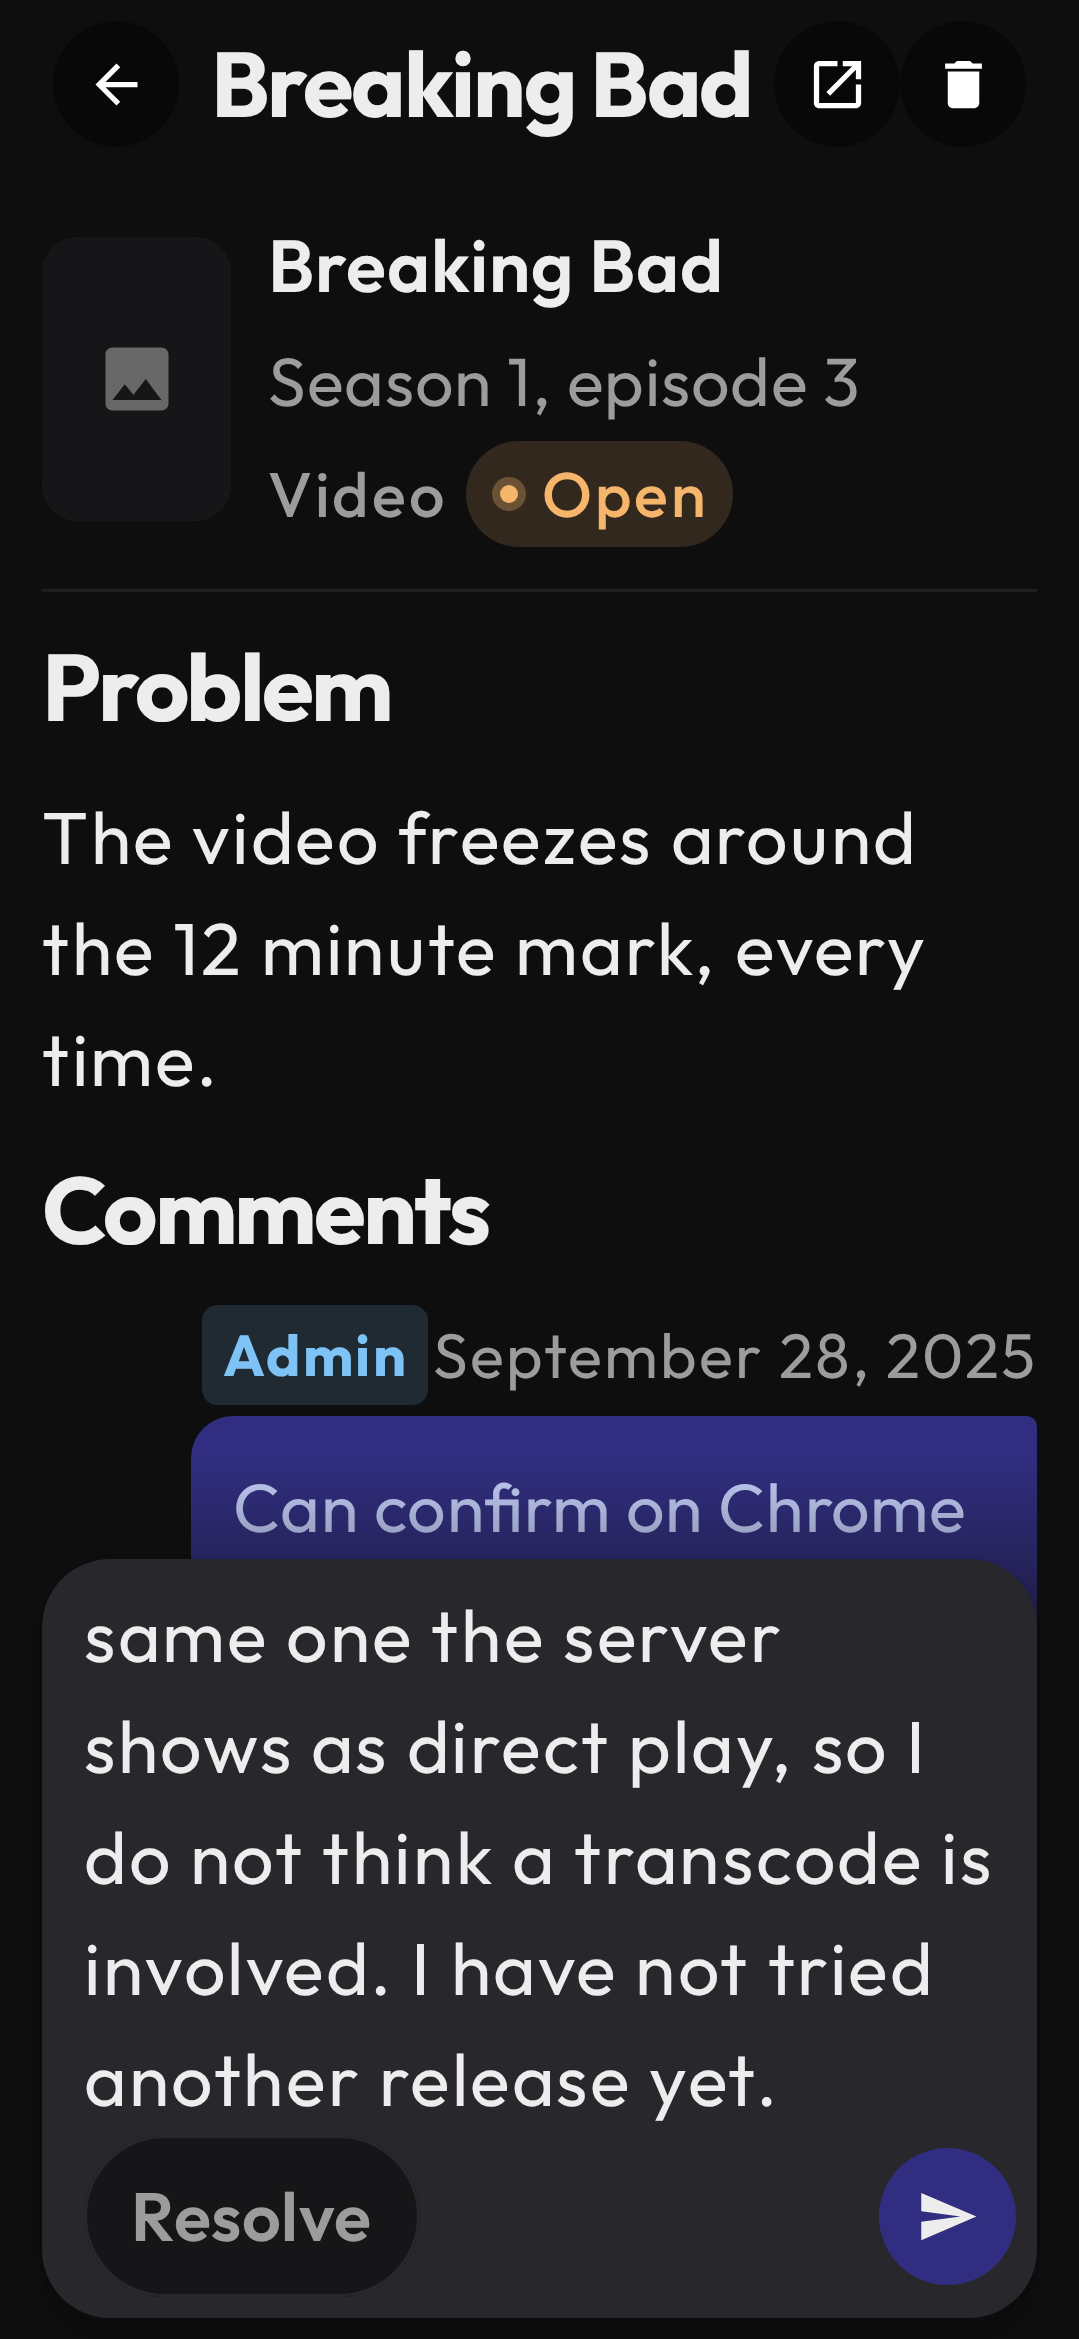 Breaking Bad
Breaking Bad
Season 1, episode 3
Video
Open
Problem
The video freezes around
the 12 minute mark, every
time.
Comments
Admin
September 28, 2025
Can confirm on Chrome
same one the server
shows as direct play, so I
do not think a transcode is
involved. I have not tried
another release yet.
Resolve